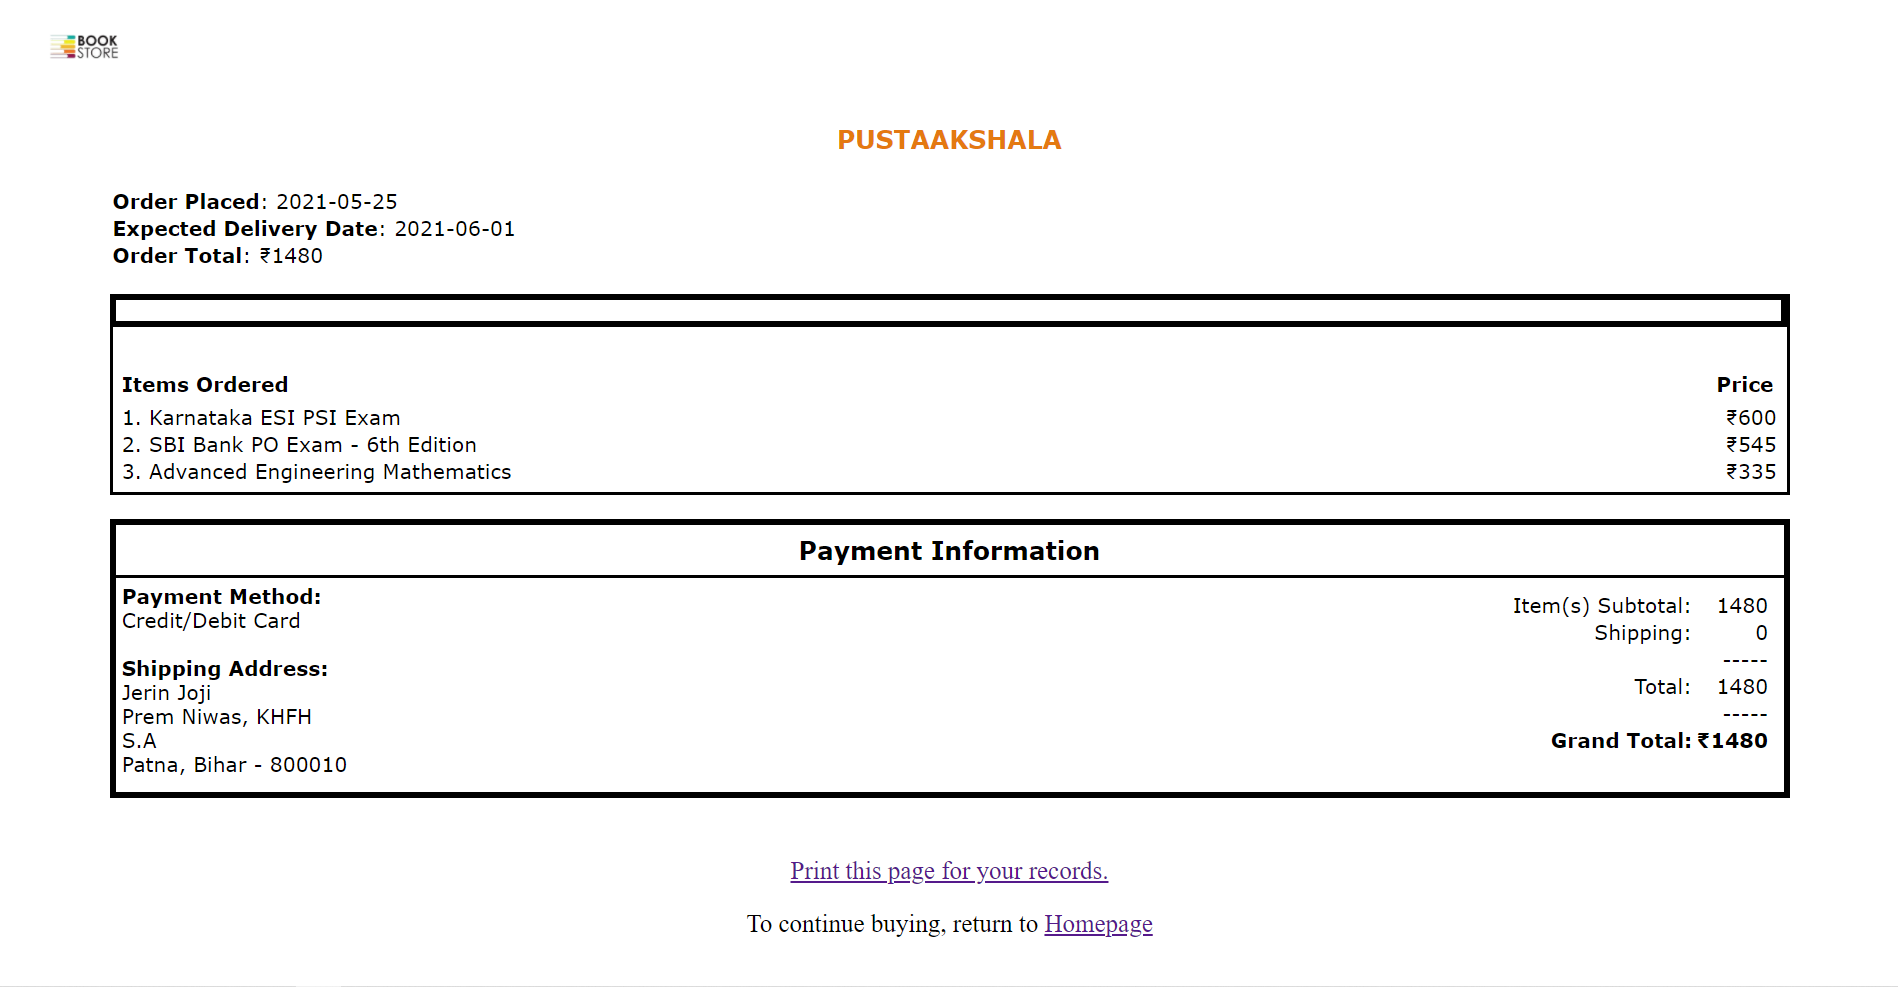 BOOK
STORE
PUSTAAKSHALA
Order Placed: 2021-05-25
Expected Delivery Date: 2021-06-01
Order Total: ₹1480
Items Ordered Price
1. Karnataka ESI PSI Exam ₹600
2. SBI Bank PO Exam - 6th Edition ₹545
3. Advanced Engineering Mathematics ₹335
Payment Information
Payment Method:
Credit/Debit Card
Shipping Address:
Jerin Joji
Prem Niwas, KHFH
S.A
Patna, Bihar - 800010
Item(s) Subtotal: 1480
Shipping: 0
-----
Total: 1480
-----
Grand Total: ₹1480
Print this page for your records.
To continue buying, return to Homepage